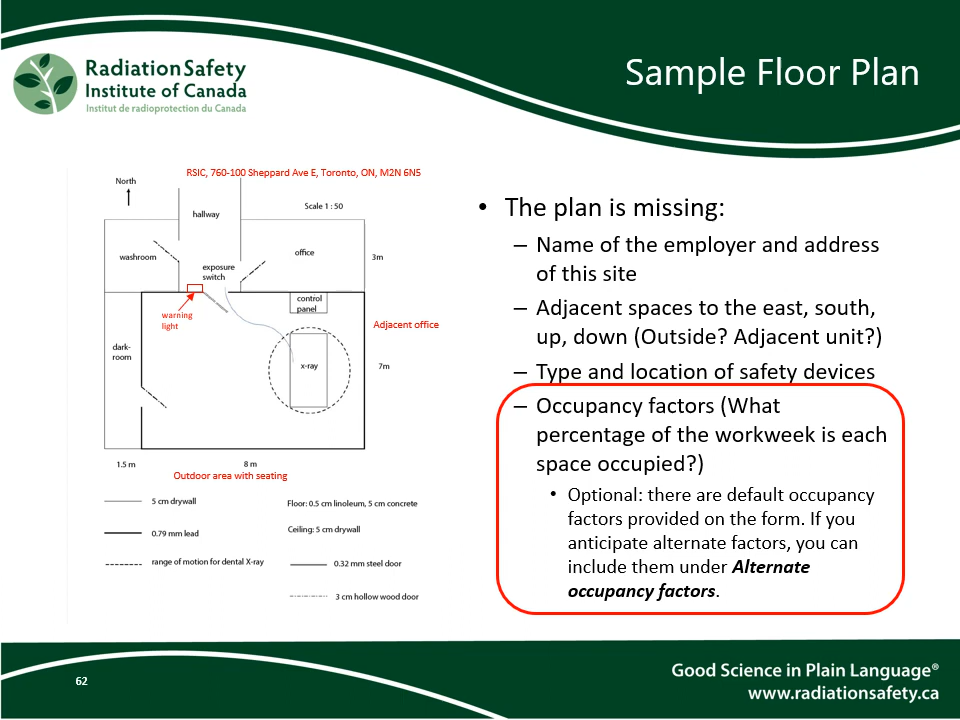 Radiation Safety
Institute of Canada
Institut de radioprotection du Canada
Sample Floor Plan
RSIC, 760-100 Sheppard Ave E, Toronto, ON, M2N 6N5
North
hallway
Scale 1 : 50
washroom
exposure
switch
office
3m
warning
light
control
panel
Adjacent office
dark-
room
x-ray
7m
1.5 m
8 m
Outdoor area with seating
5 cm drywall
Floor: 0.5 cm linoleum, 5 cm concrete
0.79 mm lead
Ceiling: 5 cm drywall
range of motion for dental X-ray
0.32 mm steel door
3 cm hollow wood door
• The plan is missing:
– Name of the employer and address
of this site
– Adjacent spaces to the east, south,
up, down (Outside? Adjacent unit?)
– Type and location of safety devices
– Occupancy factors (What
percentage of the workweek is each
space occupied?)
• Optional: there are default occupancy
factors provided on the form. If you
anticipate alternate factors, you can
include them under Alternate
occupancy factors.
62
Good Science in Plain Language®
www.radiationsafety.ca